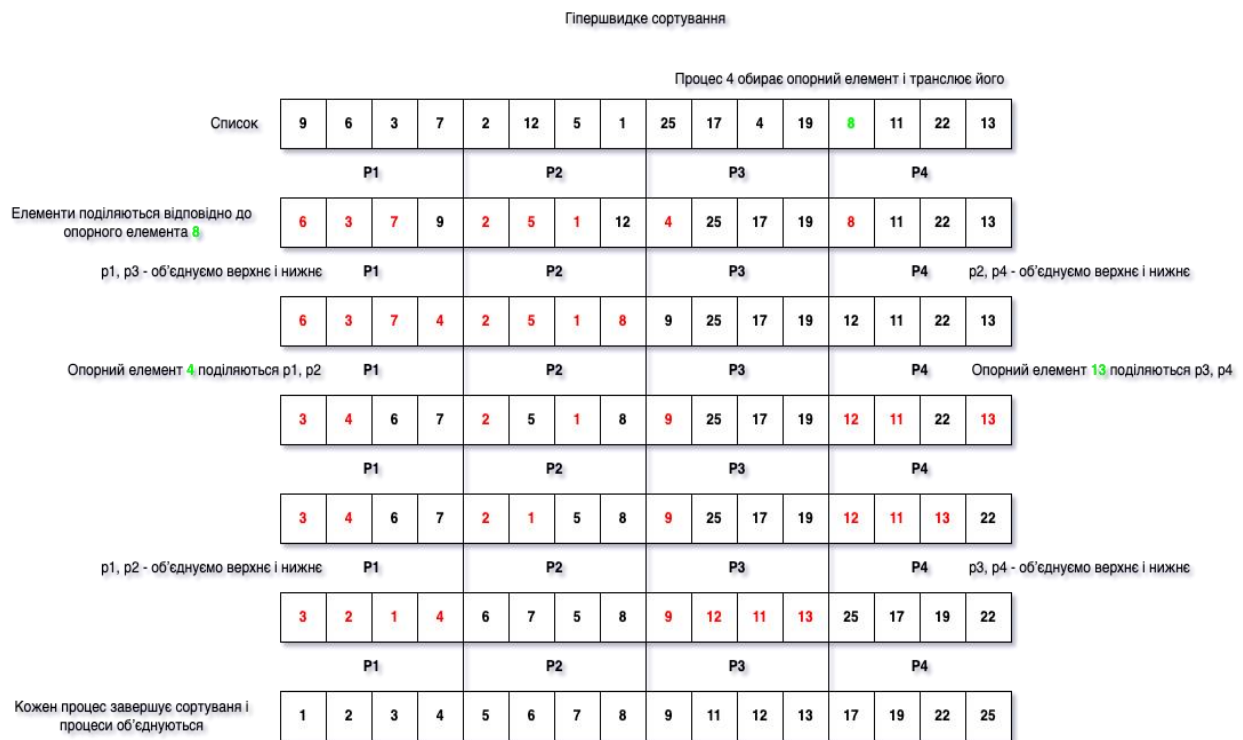 Гіпершвидке сортування
Процес 4 обирає опорний елемент і транслює його
Список 9 6 3 7 2 12 5 1 25 17 4 19 8 11 22 13
P1 P2 P3 P4
Елементи поділяються відповідно до
опорного елемента 8
6 3 7 9 2 5 1 12 4 25 17 19 8 11 22 13
p1, p3 - об'єднуємо верхнє і нижнє P1 P2 P3 P4 p2, p4 - об'єднуємо верхнє і нижнє
6 3 7 4 2 5 1 8 9 25 17 19 12 11 22 13
Опорний елемент 4 поділяються p1, p2 P1 P2 P3 P4 Опорний елемент 13 поділяються p3, p4
3 4 6 7 2 5 1 8 9 25 17 19 12 11 22 13
P1 P2 P3 P4
3 4 6 7 2 1 5 8 9 25 17 19 12 11 13 22
p1, p2 - об'єднуємо верхнє і нижнє P1 P2 P3 P4 p3, p4 - об'єднуємо верхнє і нижнє
3 2 1 4 6 7 5 8 9 12 11 13 25 17 19 22
P1 P2 P3 P4
Кожен процес завершує сортуваня і
процеси об'єднуються
1 2 3 4 5 6 7 8 9 11 12 13 17 19 22 25